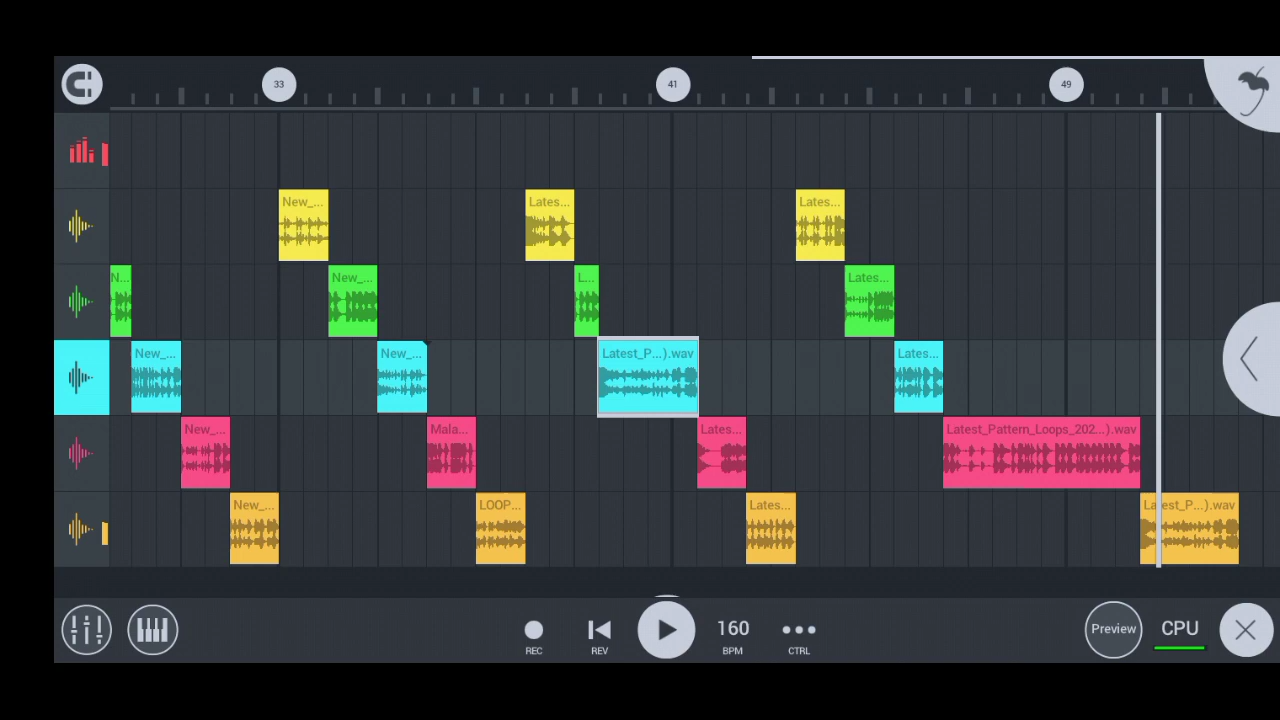 33
41
49
New_...
Lates...
Lates...
N...
New_...
L...
Lates...
New_...
New_...
Latest_P...).wav
Lates...
New_...
Mala...
Lates...
Latest_Pattern_Loops_202...).wav
New_...
LOOP...
Lates...
Latest_P...).wav
160
Preview
CPU
REC
REV
BPM
CTRL